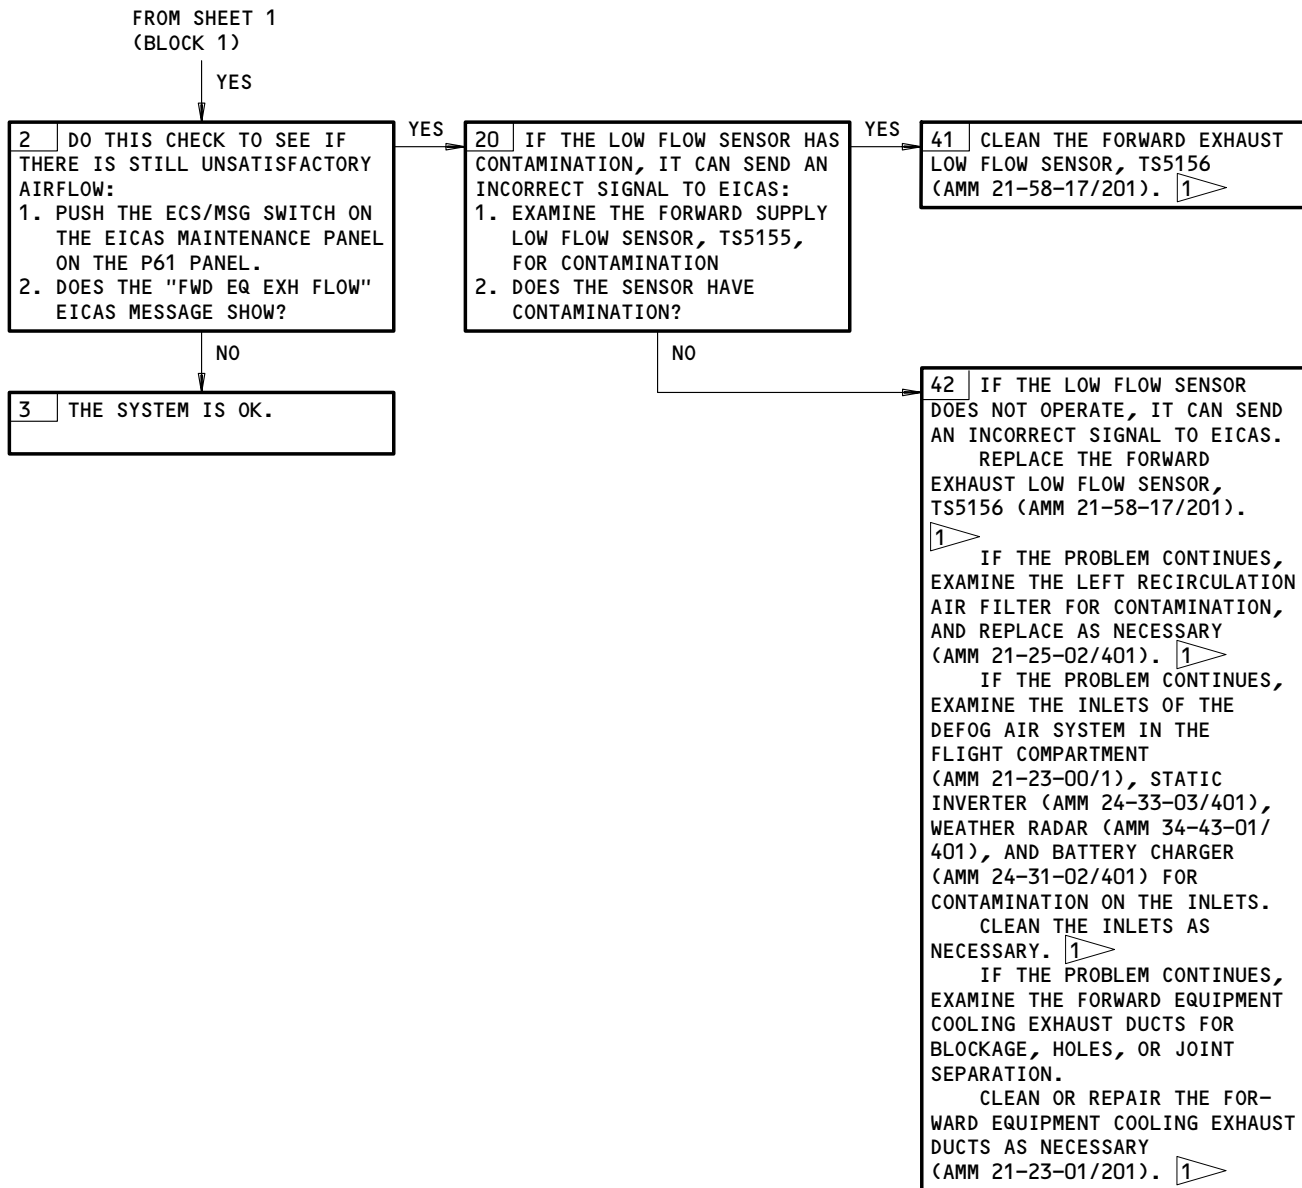 FROM SHEET 1
(BLOCK 1)
YES
2 DO THIS CHECK TO SEE IF
THERE IS STILL UNSATISFACTORY
AIRFLOW:
1. PUSH THE ECS/MSG SWITCH ON
THE EICAS MAINTENANCE PANEL
ON THE P61 PANEL.
2. DOES THE "FWD EQ EXH FLOW"
EICAS MESSAGE SHOW?
NO
3 THE SYSTEM IS OK.
YES
20 IF THE LOW FLOW SENSOR HAS
CONTAMINATION, IT CAN SEND AN
INCORRECT SIGNAL TO EICAS:
1. EXAMINE THE FORWARD SUPPLY
LOW FLOW SENSOR, TS5155,
FOR CONTAMINATION
2. DOES THE SENSOR HAVE
CONTAMINATION?
YES
41 CLEAN THE FORWARD EXHAUST
LOW FLOW SENSOR, TS5156
(AMM 21-58-17/201). 1
NO
42 IF THE LOW FLOW SENSOR
DOES NOT OPERATE, IT CAN SEND
AN INCORRECT SIGNAL TO EICAS.
REPLACE THE FORWARD
EXHAUST LOW FLOW SENSOR,
TS5156 (AMM 21-58-17/201).
1
IF THE PROBLEM CONTINUES,
EXAMINE THE LEFT RECIRCULATION
AIR FILTER FOR CONTAMINATION,
AND REPLACE AS NECESSARY
(AMM 21-25-02/401). 1
IF THE PROBLEM CONTINUES,
EXAMINE THE INLETS OF THE
DEFOG AIR SYSTEM IN THE
FLIGHT COMPARTMENT
(AMM 21-23-00/1), STATIC
INVERTER (AMM 24-33-03/401),
WEATHER RADAR (AMM 34-43-01/
401), AND BATTERY CHARGER
(AMM 24-31-02/401) FOR
CONTAMINATION ON THE INLETS.
CLEAN THE INLETS AS
NECESSARY. 1
IF THE PROBLEM CONTINUES,
EXAMINE THE FORWARD EQUIPMENT
COOLING EXHAUST DUCTS FOR
BLOCKAGE, HOLES, OR JOINT
SEPARATION.
CLEAN OR REPAIR THE FOR-
WARD EQUIPMENT COOLING EXHAUST
DUCTS AS NECESSARY
(AMM 21-23-01/201). 1